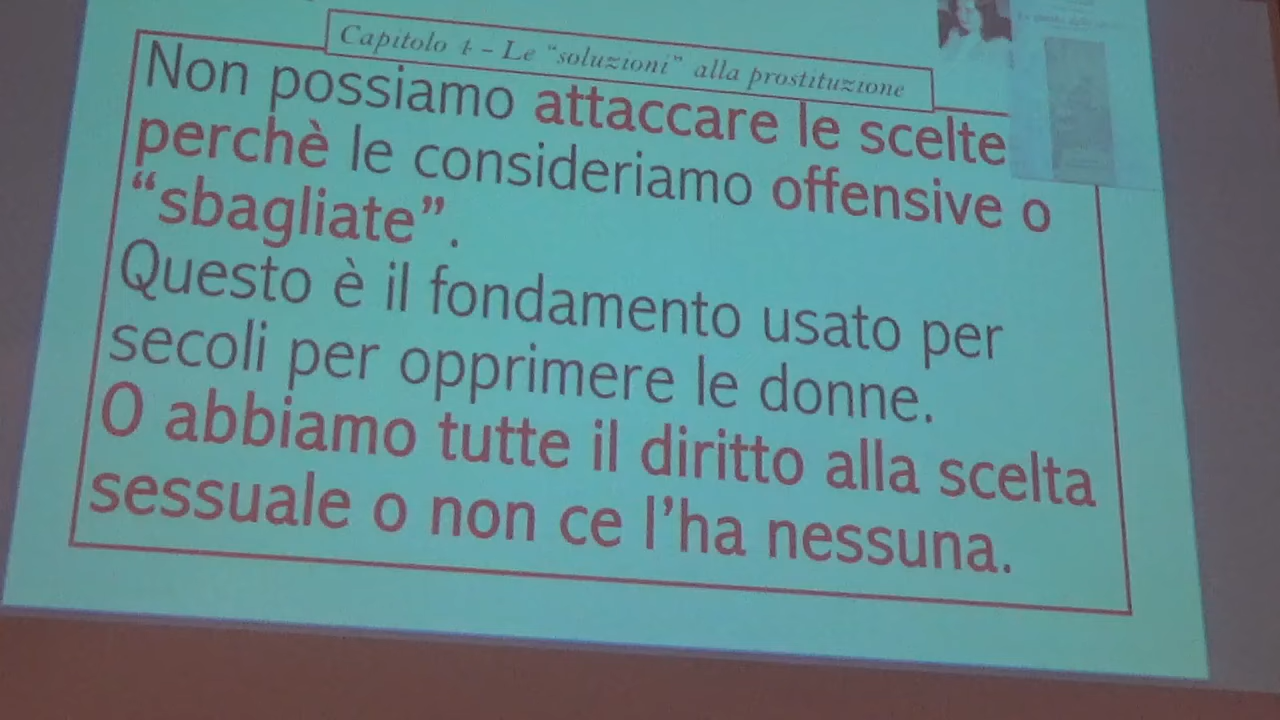 Capitolo 4 - Le "soluzioni" alla prostituzione
Non possiamo attaccare le scelte
perchè le consideriamo offensive o
"sbagliate".
Questo è il fondamento usato per
secoli per opprimere le donne.
O abbiamo tutte il diritto alla scelta
sessuale o non ce l'ha nessuna.